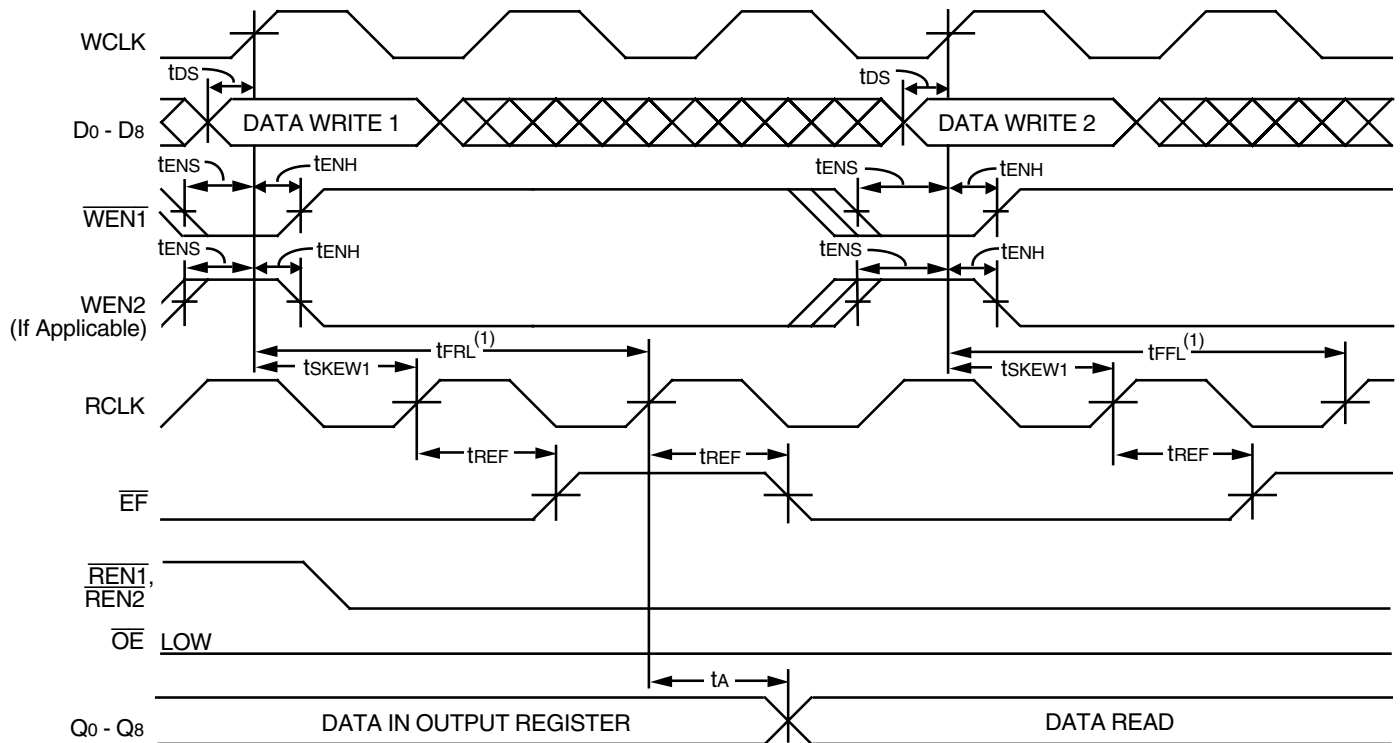 WCLK
tDS
tDS
D0 - D8
DATA WRITE 1
DATA WRITE 2
tENS
tENH
tENS
tENH
WEN1
tENS
tENH
tENS
tENH
WEN2
(If Applicable)
tFRL(1)
tFFL(1)
tSKEW1
tSKEW1
RCLK
tREF
tREF
tREF
EF
REN1,
REN2
OE
LOW
tA
Q0 - Q8
DATA IN OUTPUT REGISTER
DATA READ